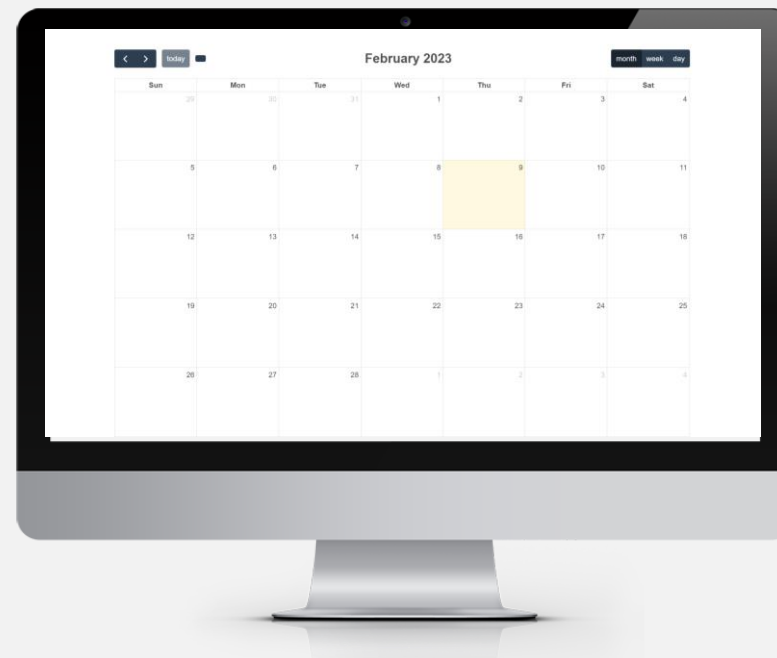 today February 2023 month week day
Sun Mon Tue Wed Thu Fri Sat
29 30 31 1 2 3 4
5 6 7 8 9 10 11
12 13 14 15 16 17 18
19 20 21 22 23 24 25
26 27 28 1 2 3 4